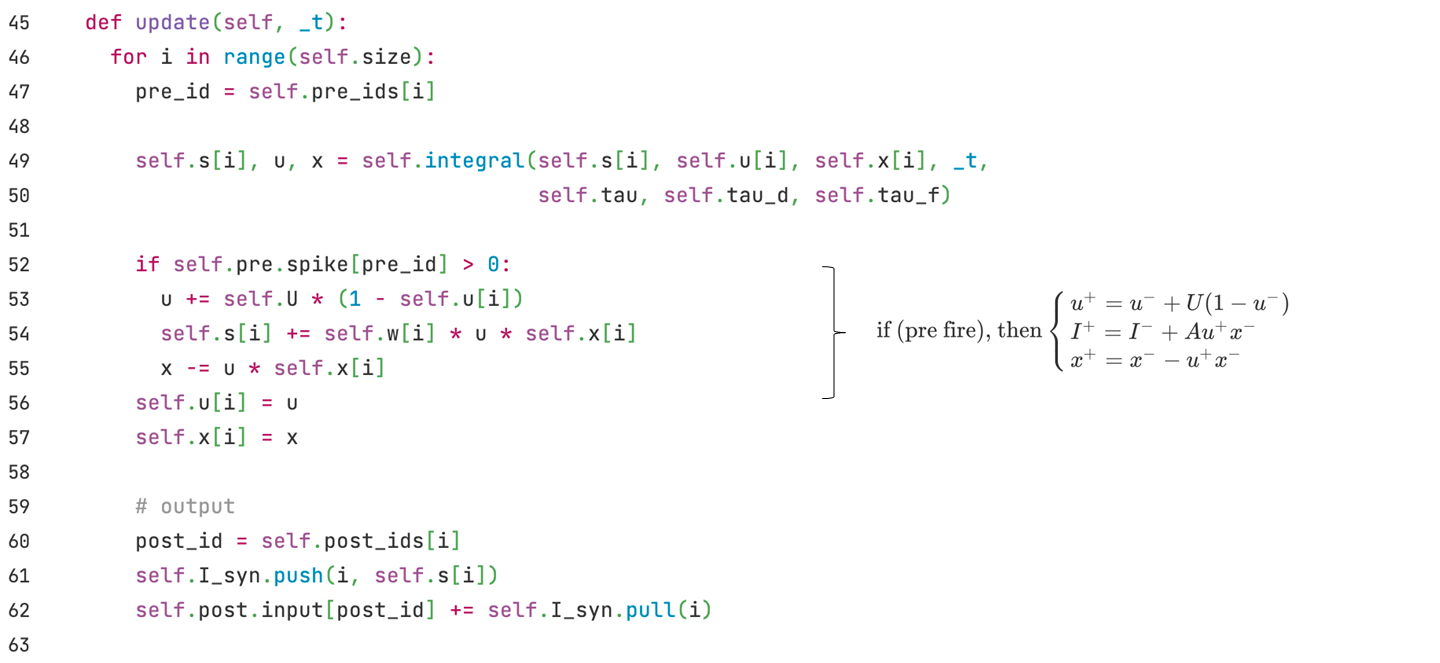 45 def update(self, _t):
46 for i in range(self.size):
47 pre_id = self.pre_ids[i]
48
49 self.s[i], u, x = self.integral(self.s[i], self.u[i], self.x[i], _t,
50 self.tau, self.tau_d, self.tau_f)
51
52 if self.pre.spike[pre_id] > 0:
53 u += self.U * (1 - self.u[i])
54 self.s[i] += self.w[i] * u * self.x[i]
55 x -= u * self.x[i]
56 self.u[i] = u
57 self.x[i] = x
58
59 # output
60 post_id = self.post_ids[i]
61 self.I_syn.push(i, self.s[i])
62 self.post.input[post_id] += self.I_syn.pull(i)
63
if (pre fire), then
u⁺ = u⁻ + U(1 − u⁻)
I⁺ = I⁻ + Au⁺x⁻
x⁺ = x⁻ − u⁺x⁻